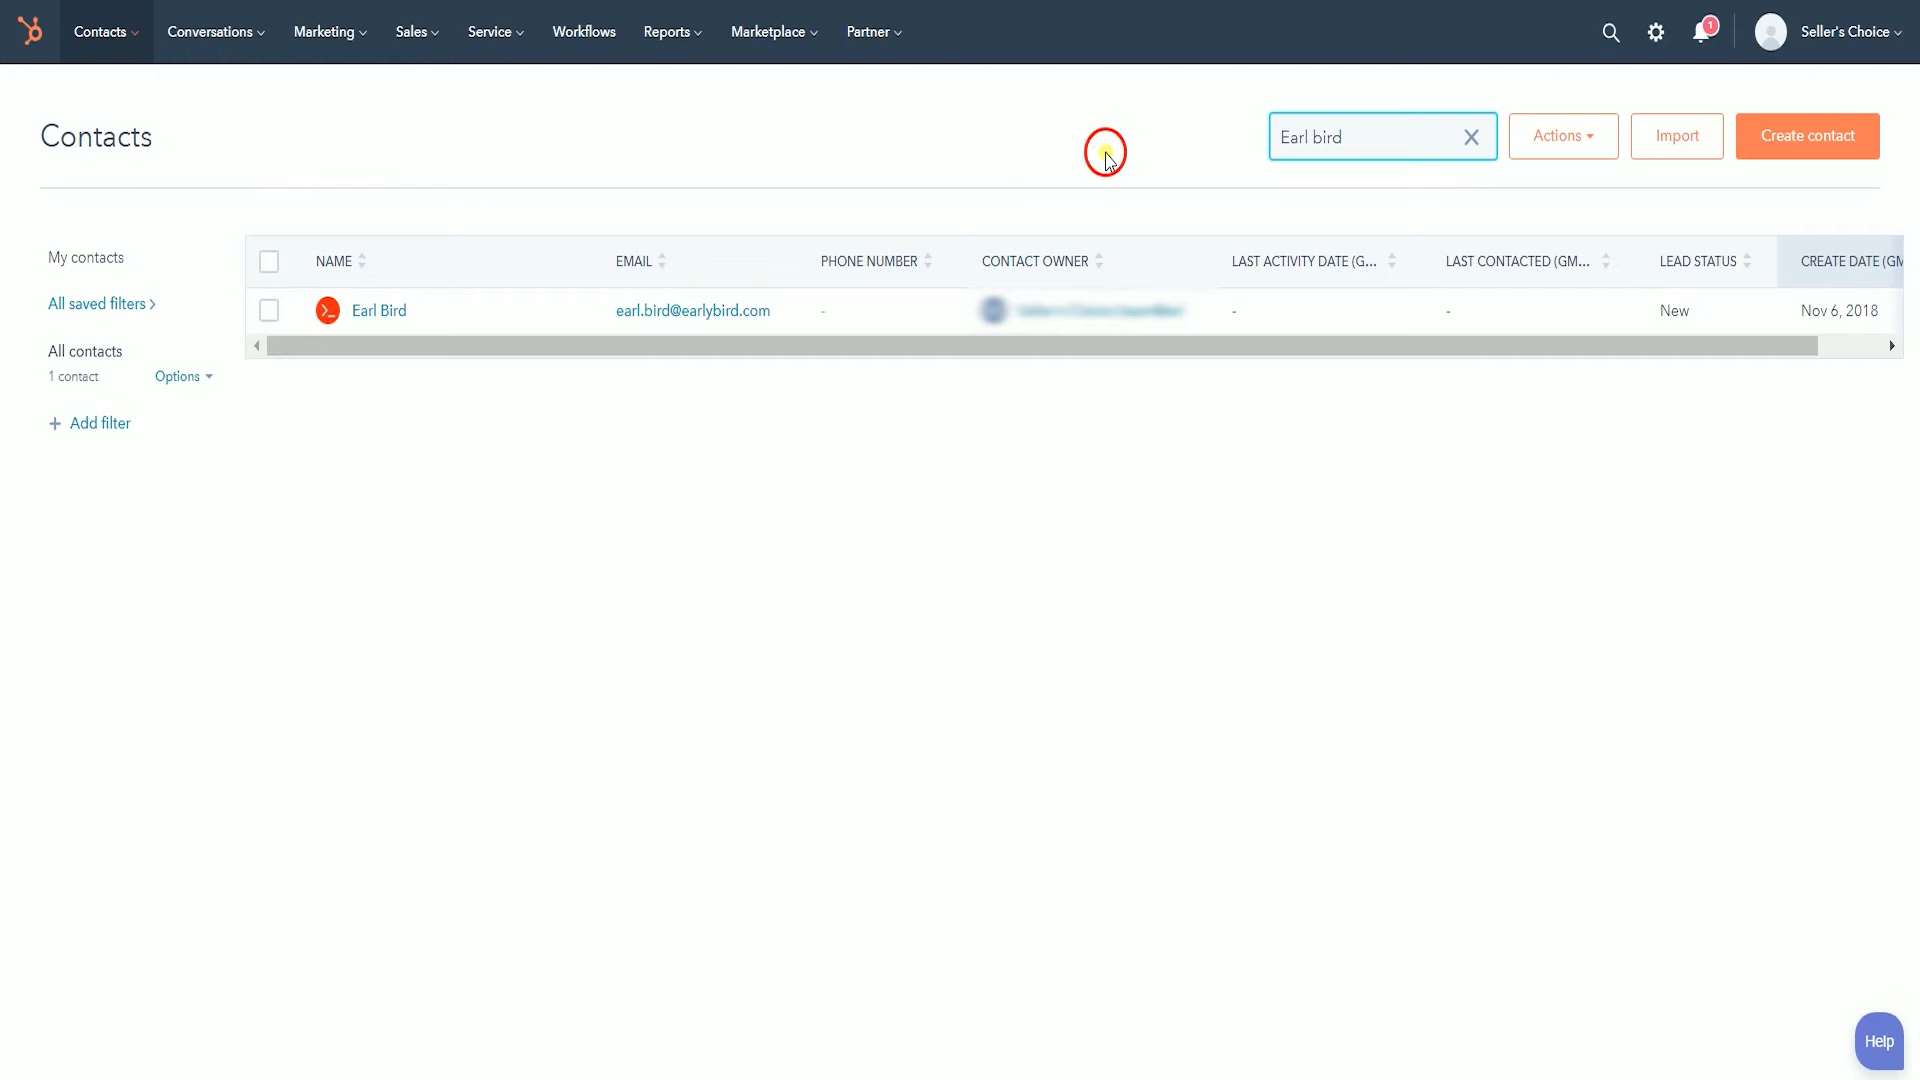 Contacts Conversations Marketing Sales Service Workflows Reports Marketplace Partner 1 Seller's Choice
Contacts Earl bird Actions Import Create contact
My contacts
All saved filters
All contacts
1 contact Options
+ Add filter
NAME EMAIL PHONE NUMBER CONTACT OWNER LAST ACTIVITY DATE (G... LAST CONTACTED (GM... LEAD STATUS CREATE DATE (GM
Earl Bird earl.bird@earlybird.com - - - New Nov 6, 2018
Help